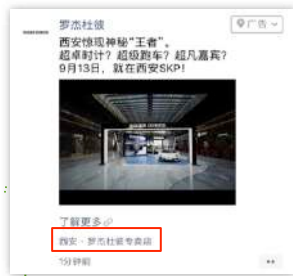 罗杰杜彼
广告
西安惊现神秘“王者”。
超卓时计？超级跑车？超凡嘉宾？
9月13日，就在西安SKP！
了解更多
西安·罗杰杜彼专卖店
1分钟前